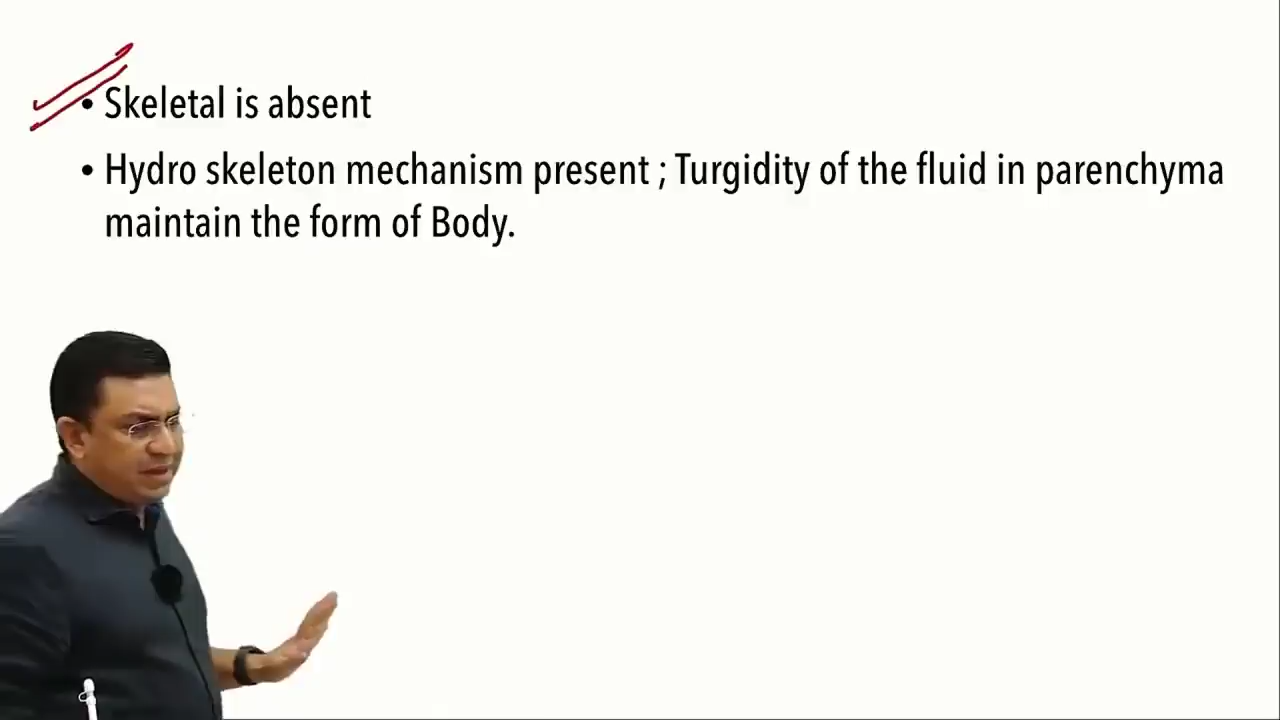 • Skeletal is absent
• Hydro skeleton mechanism present ; Turgidity of the fluid in parenchyma
maintain the form of Body.